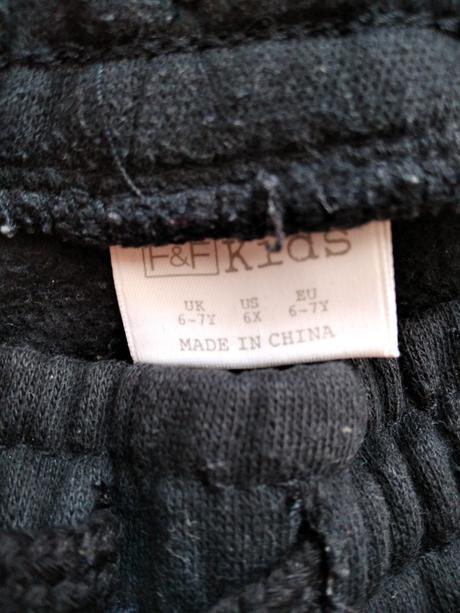 F&F Kids
UK US EU
6-7Y 6X 6-7Y
MADE IN CHINA